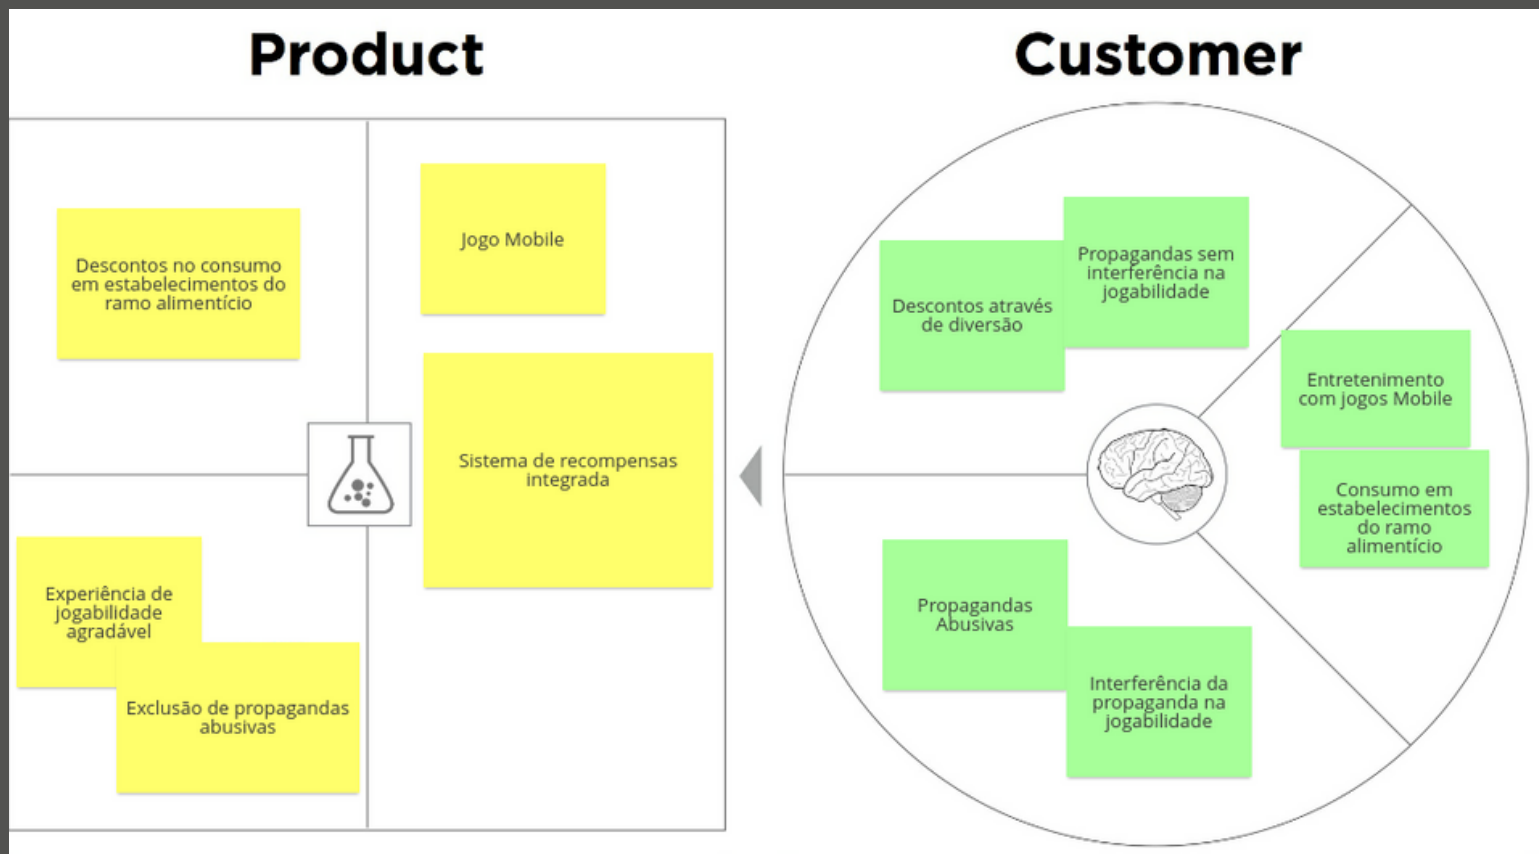 Product
Customer
Descontos no consumo
em estabelecimentos do
ramo alimentício
Jogo Mobile
Sistema de recompensas
integrada
Experiência de
jogabilidade
agradável
Exclusão de propagandas
abusivas
Descontos através
de diversão
Propagandas sem
interferência na
jogabilidade
Entretenimento
com jogos Mobile
Consumo em
estabelecimentos
do ramo
alimentício
Propagandas
Abusivas
Interferência da
propaganda na
jogabilidade